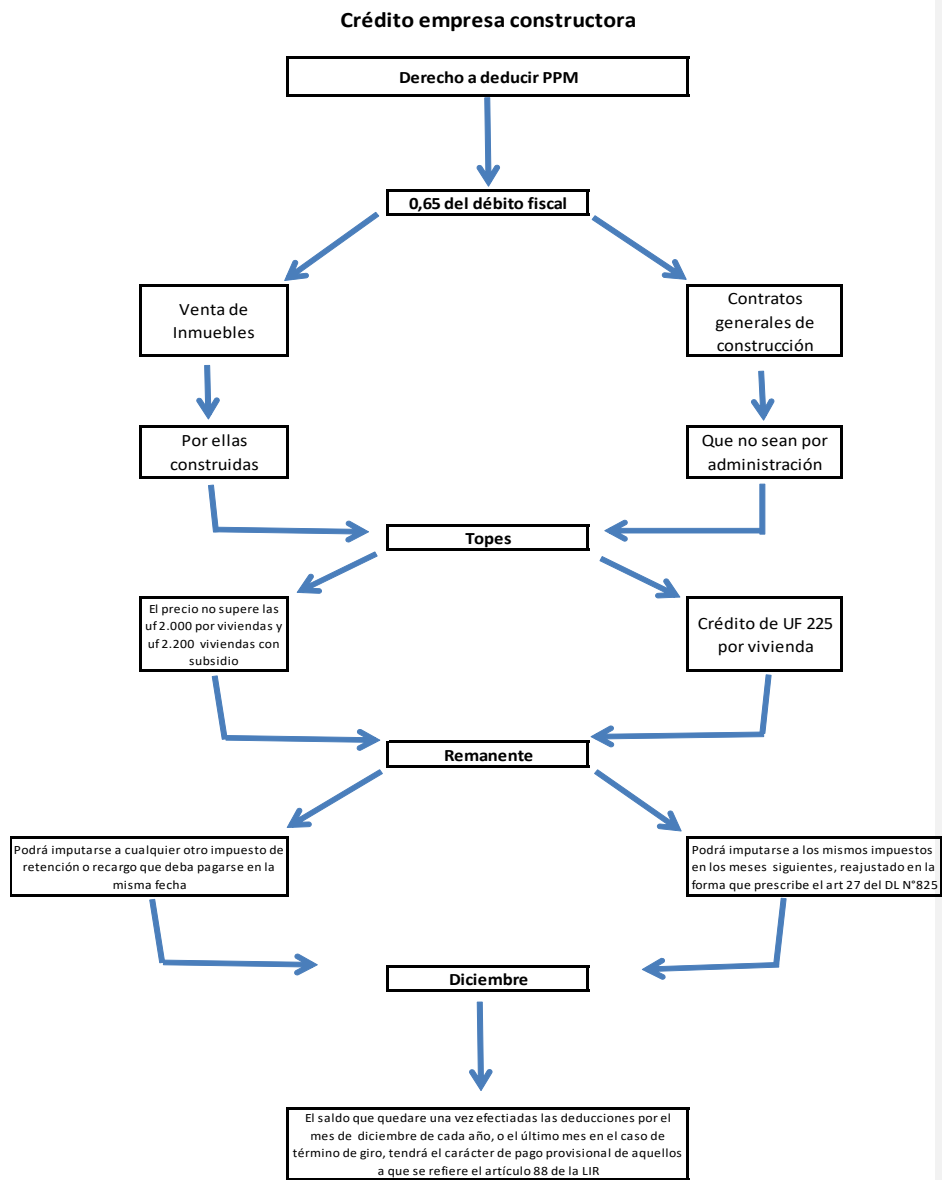 Crédito empresa constructora
Derecho a deducir PPM
0,65 del débito fiscal
Venta de
Inmuebles
Contratos
generales de
construcción
Por ellas
construidas
Que no sean por
administración
Topes
El precio no supere las
uf 2.000 por viviendas y
uf 2.200 viviendas con
subsidio
Crédito de UF 225
por vivienda
Remanente
Podrá imputarse a cualquier otro impuesto de
retención o recargo que deba pagarse en la
misma fecha
Podrá imputarse a los mismos impuestos
en los meses siguientes, reajustado en la
forma que prescribe el art 27 del DL N°825
Diciembre
El saldo que quedare una vez efectiadas las deducciones por el
mes de diciembre de cada año, o el último mes en el caso de
término de giro, tendrá el carácter de pago provisional de aquellos
a que se refiere el artículo 88 de la LIR